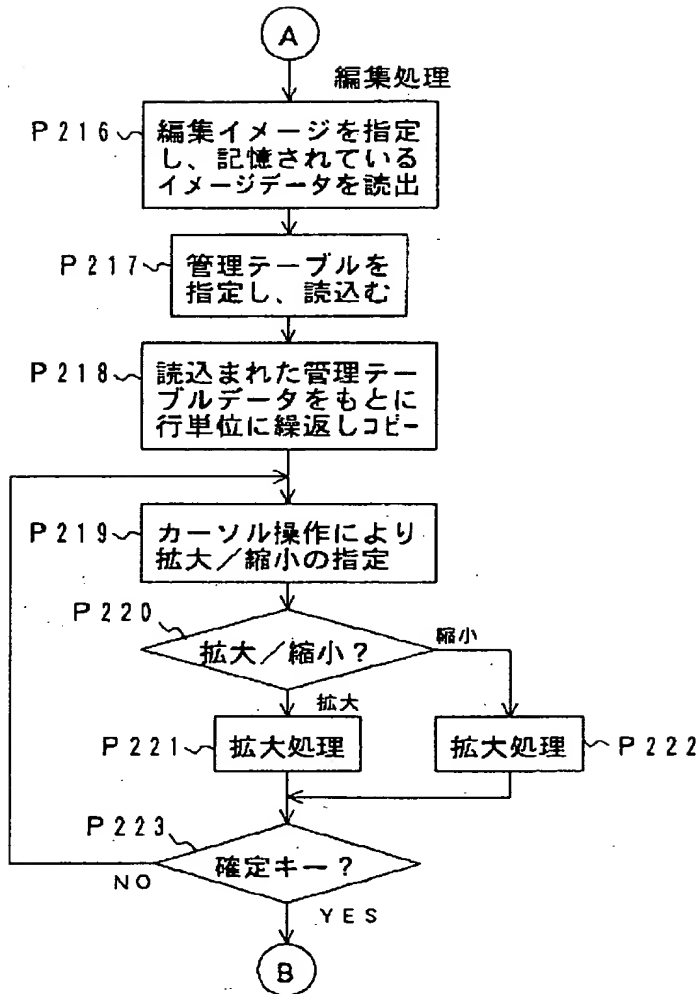 A
編集処理
P216
編集イメージを指定
し、記憶されている
イメージデータを読出
P217
管理テーブルを
指定し、読込む
P218
読込まれた管理テー
ブルデータをもとに
行単位に繰返しコピー
P219
カーソル操作により
拡大/縮小の指定
P220
拡大/縮小?
縮小
拡大
P221
拡大処理
拡大処理
P222
P223
確定キー?
NO
YES
B